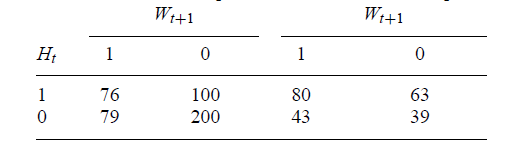 W_{t+1} W_{t+1}
H_t 1 0 1 0
1 76 100 80 63
0 79 200 43 39